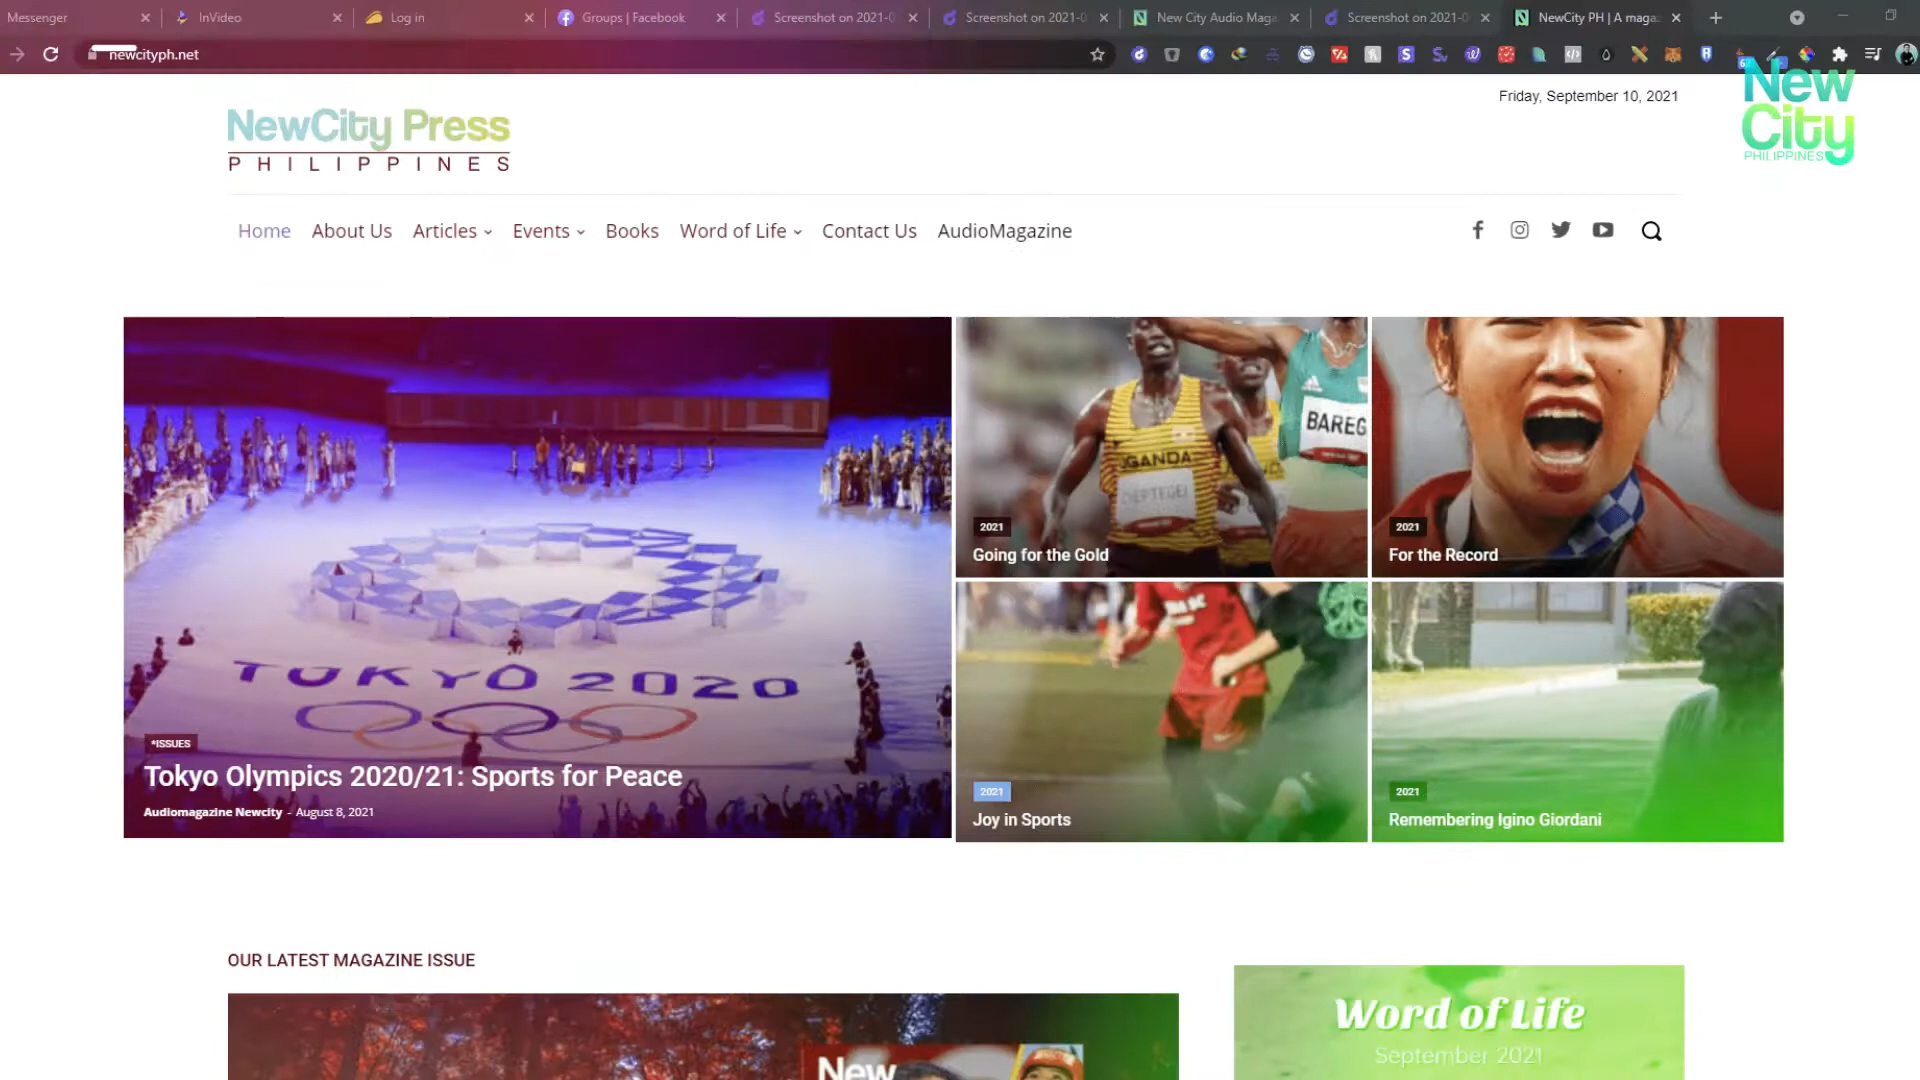 Messenger
InVideo
Log in
Groups | Facebook
Screenshot on 2021-0
Screenshot on 2021-0
New City Audio Maga
Screenshot on 2021-0
NewCity PH | A maga
newcityph.net
Friday, September 10, 2021
New
City
PHILIPPINES
NewCity Press
PHILIPPINES
Home
About Us
Articles
Events
Books
Word of Life
Contact Us
AudioMagazine
BAREG
UGANDA
CHEPTEGEI
2021
Going for the Gold
2021
For the Record
TOKYO 2020
*ISSUES
Tokyo Olympics 2020/21: Sports for Peace
Audiomagazine Newcity - August 8, 2021
2021
Joy in Sports
2021
Remembering Igino Giordani
OUR LATEST MAGAZINE ISSUE
New
Word of Life
September 2021